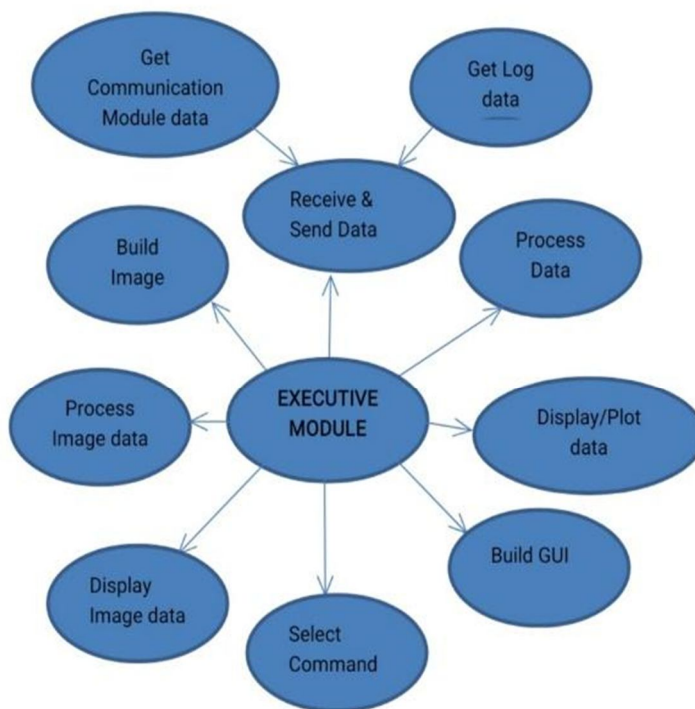 Get
Communication
Module data
Get Log
data
Receive &
Send Data
Build
Image
Process
Data
EXECUTIVE
MODULE
Process
Image data
Display/Plot
data
Build GUI
Display
Image data
Select
Command